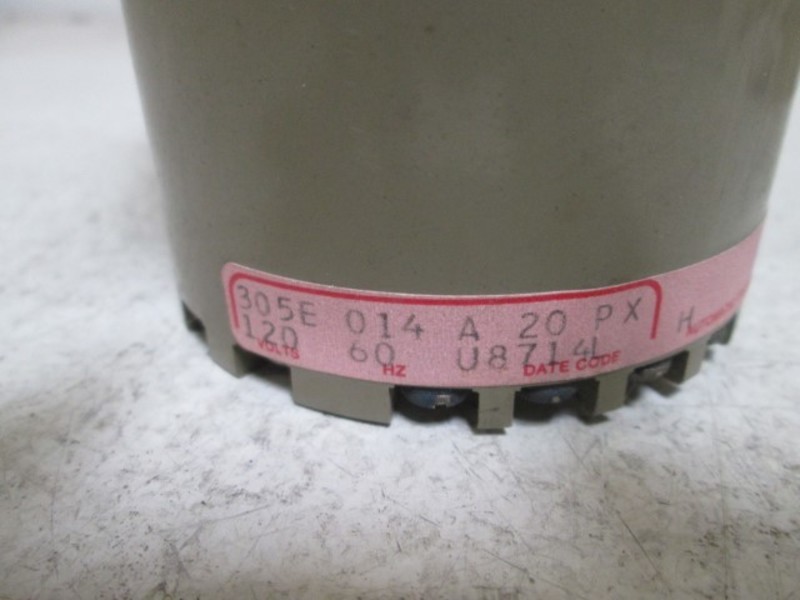 305E 014 A 20 PX
120 VOLTS 60 HZ U8714L DATE CODE
H